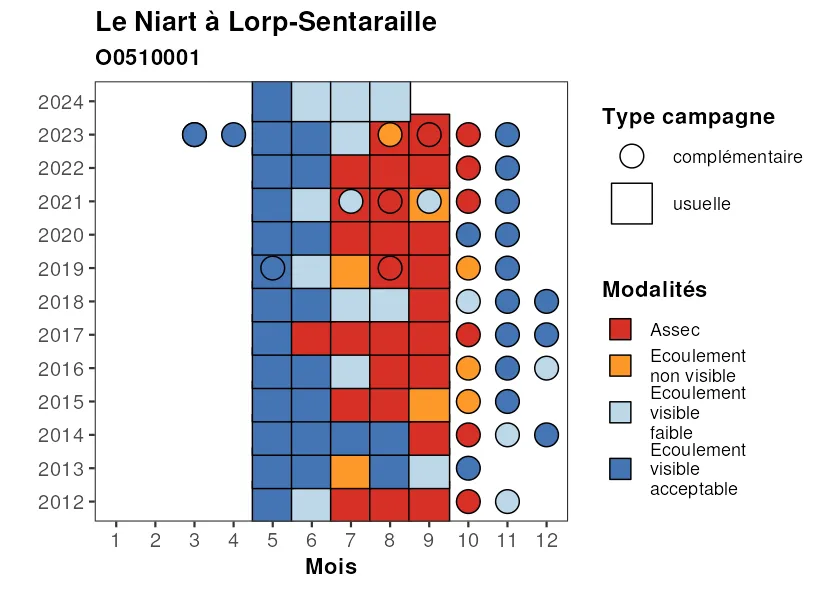 Le Niart à Lorp-Sentaraille
O0510001
2024
2023
2022
2021
2020
2019
2018
2017
2016
2015
2014
2013
2012
1 2 3 4 5 6 7 8 9 10 11 12
Mois
Type campagne
complémentaire
usuelle
Modalités
Assec
Ecoulement
non visible
Ecoulement
visible
faible
Ecoulement
visible
acceptable